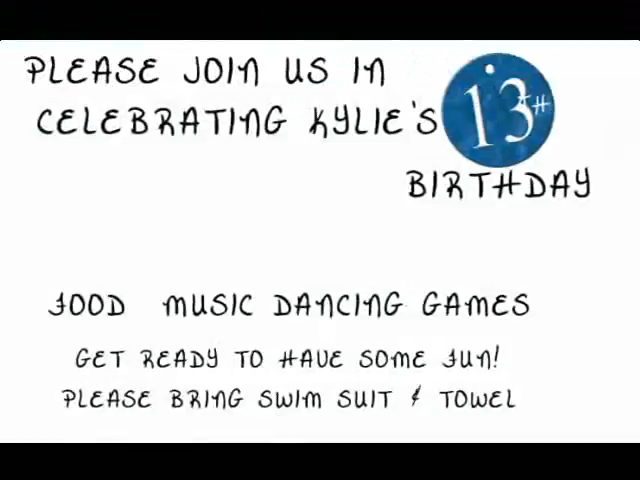 PLEASE JOIN US IN
CELEBRATING KYLIE'S 13TH
BIRTHDAY
FOOD MUSIC DANCING GAMES
GET READY TO HAVE SOME FUN!
PLEASE BRING SWIM SUIT & TOWEL